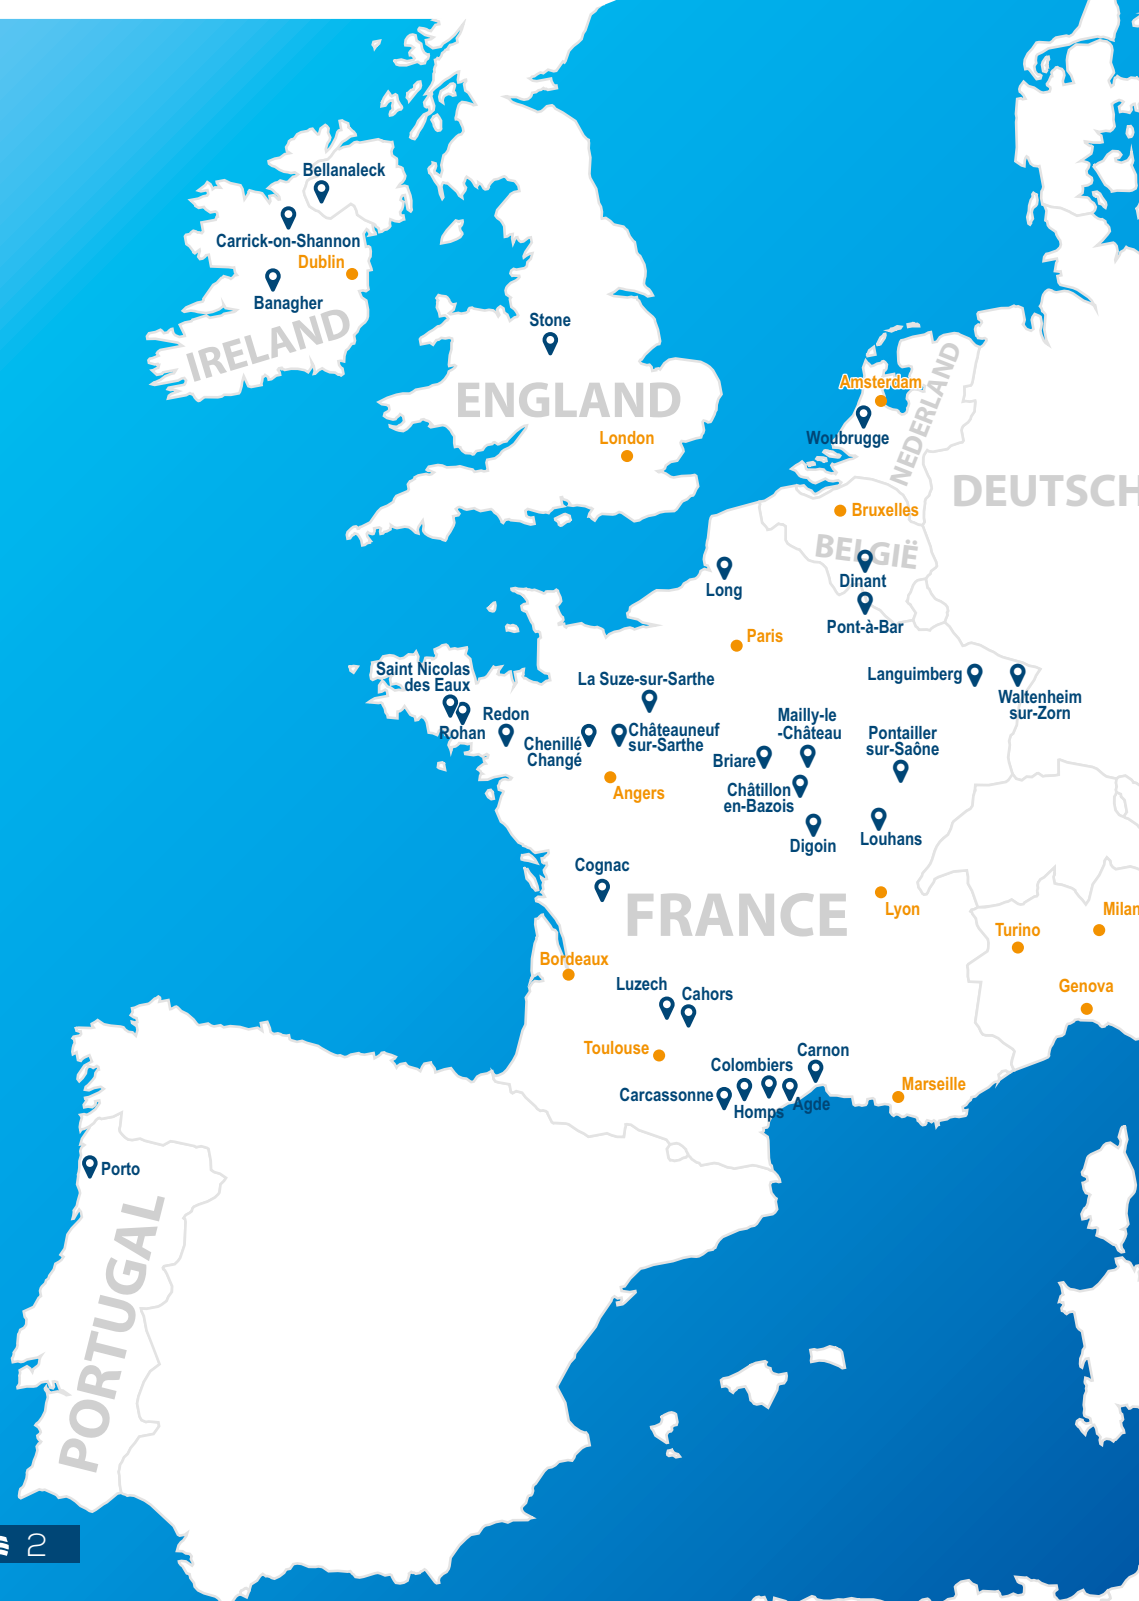 Bellanaleck
Carrick-on-Shannon
Dublin
Banagher
IRELAND
Stone
ENGLAND
London
Amsterdam
Woubrugge
NEDERLAND
DEUTSCH
Bruxelles
BELGIË
Dinant
Long
Pont-à-Bar
Paris
Saint Nicolas
des Eaux
Rohan
Redon
La Suze-sur-Sarthe
Chenillé
Changé
Châteauneuf
sur-Sarthe
Angers
Languimberg
Waltenheim
sur-Zorn
Mailly-le
-Château
Briare
Pontailler
sur-Saône
Châtillon
en-Bazois
Digoin
Louhans
Cognac
FRANCE
Lyon
Turino
Milan
Bordeaux
Genova
Luzech
Cahors
Toulouse
Carnon
Colombiers
Carcassonne
Homps
Agde
Marseille
Porto
PORTUGAL
2